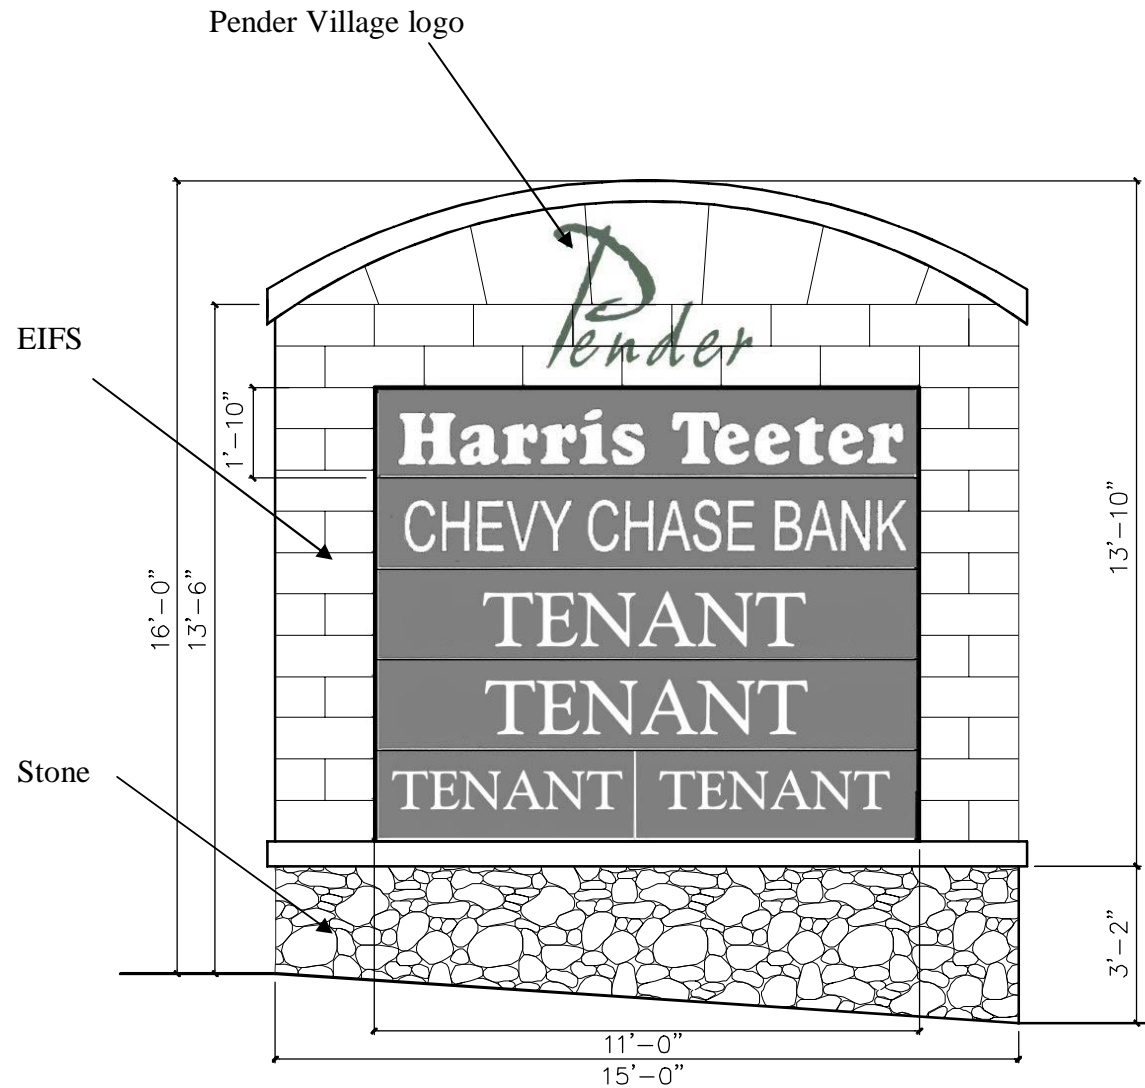 Pender Village logo
Pender
EIFS
1'-10"
Harris Teeter
CHEVY CHASE BANK
13'-10"
16'-0"
13'-6"
TENANT
TENANT
Stone
TENANT TENANT
3'-2"
11'-0"
15'-0"